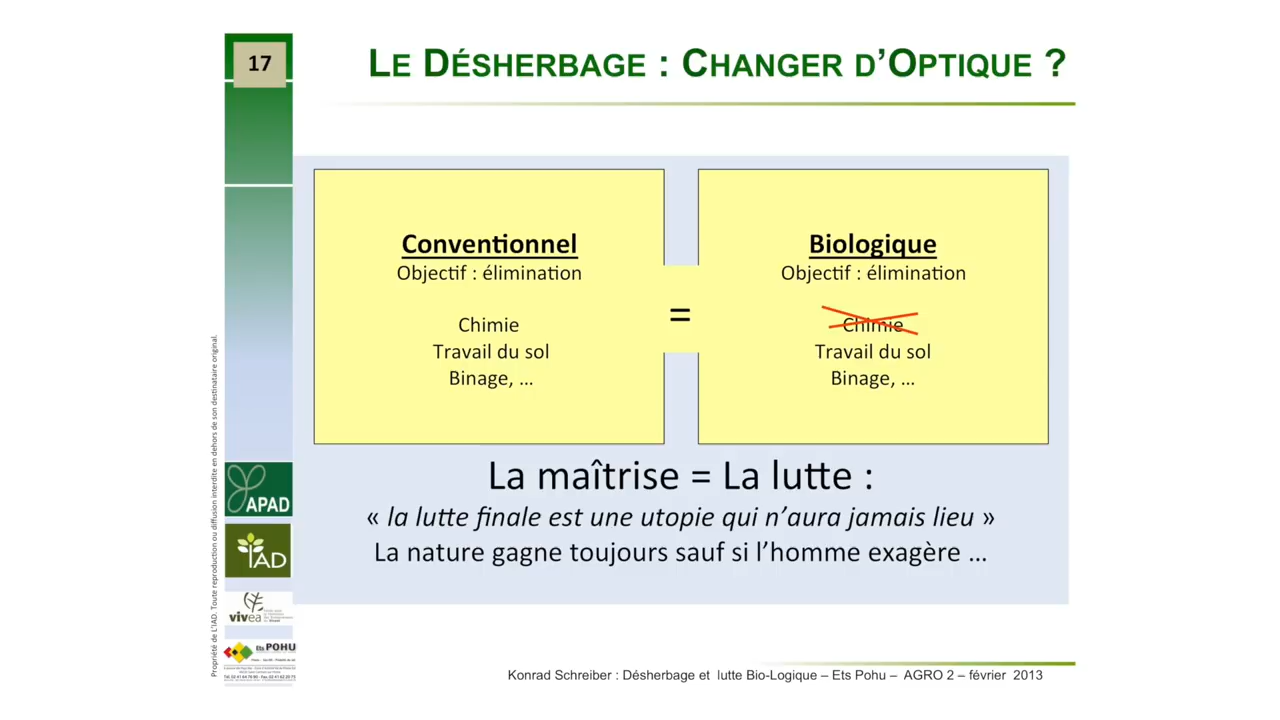 17
LE DÉSHERBAGE : CHANGER D’OPTIQUE ?
Conventionnel
Objectif : élimination
Chimie
Travail du sol
Binage, ...
=
Biologique
Objectif : élimination
Chimie
Travail du sol
Binage, ...
La maîtrise = La lutte :
« la lutte finale est une utopie qui n’aura jamais lieu »
La nature gagne toujours sauf si l’homme exagère ...
Propriété de L’IAD. Toute reproduction ou diffusion interdite en dehors de son destinataire original.
APAD
IAD
vivea
Ets POHU
Konrad Schreiber : Désherbage et lutte Bio-Logique – Ets Pohu – AGRO 2 – février 2013